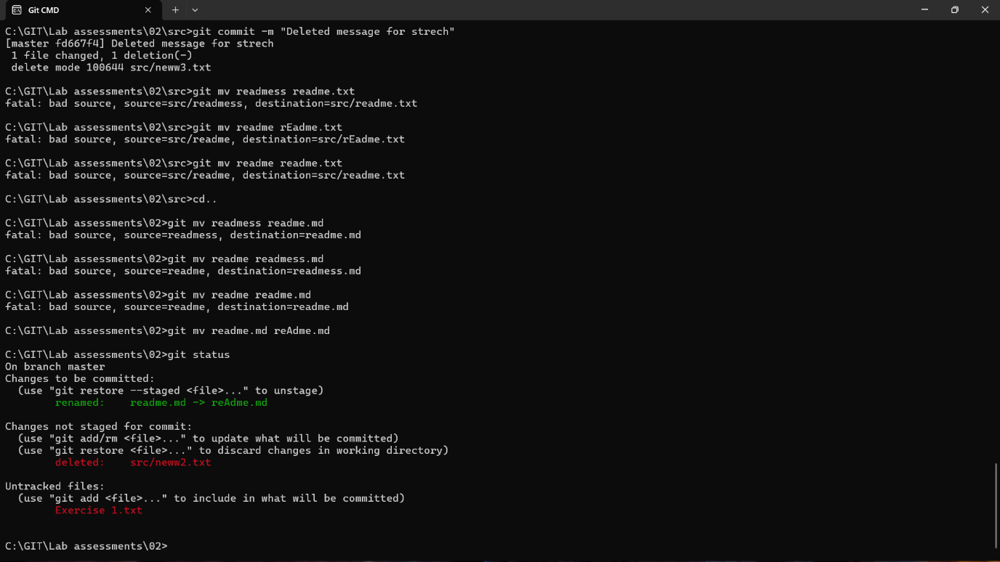 Git CMD
C:\GIT\Lab assessments\02\src>git commit -m "Deleted message for strech"
[master fd667f4] Deleted message for strech
 1 file changed, 1 deletion(-)
 delete mode 100644 src/neww3.txt
C:\GIT\Lab assessments\02\src>git mv readmess readme.txt
fatal: bad source, source=src/readmess, destination=src/readme.txt
C:\GIT\Lab assessments\02\src>git mv readme rEadme.txt
fatal: bad source, source=src/readme, destination=src/rEadme.txt
C:\GIT\Lab assessments\02\src>git mv readme readme.txt
fatal: bad source, source=src/readme, destination=src/readme.txt
C:\GIT\Lab assessments\02\src>cd..
C:\GIT\Lab assessments\02>git mv readmess readme.md
fatal: bad source, source=readmess, destination=readme.md
C:\GIT\Lab assessments\02>git mv readme readmess.md
fatal: bad source, source=readme, destination=readmess.md
C:\GIT\Lab assessments\02>git mv readme readme.md
fatal: bad source, source=readme, destination=readme.md
C:\GIT\Lab assessments\02>git mv readme.md reAdme.md
C:\GIT\Lab assessments\02>git status
On branch master
Changes to be committed:
  (use "git restore --staged <file>..." to unstage)
        renamed:    readme.md -> reAdme.md
Changes not staged for commit:
  (use "git add/rm <file>..." to update what will be committed)
  (use "git restore <file>..." to discard changes in working directory)
        deleted:    src/neww2.txt
Untracked files:
  (use "git add <file>..." to include in what will be committed)
        Exercise 1.txt
C:\GIT\Lab assessments\02>